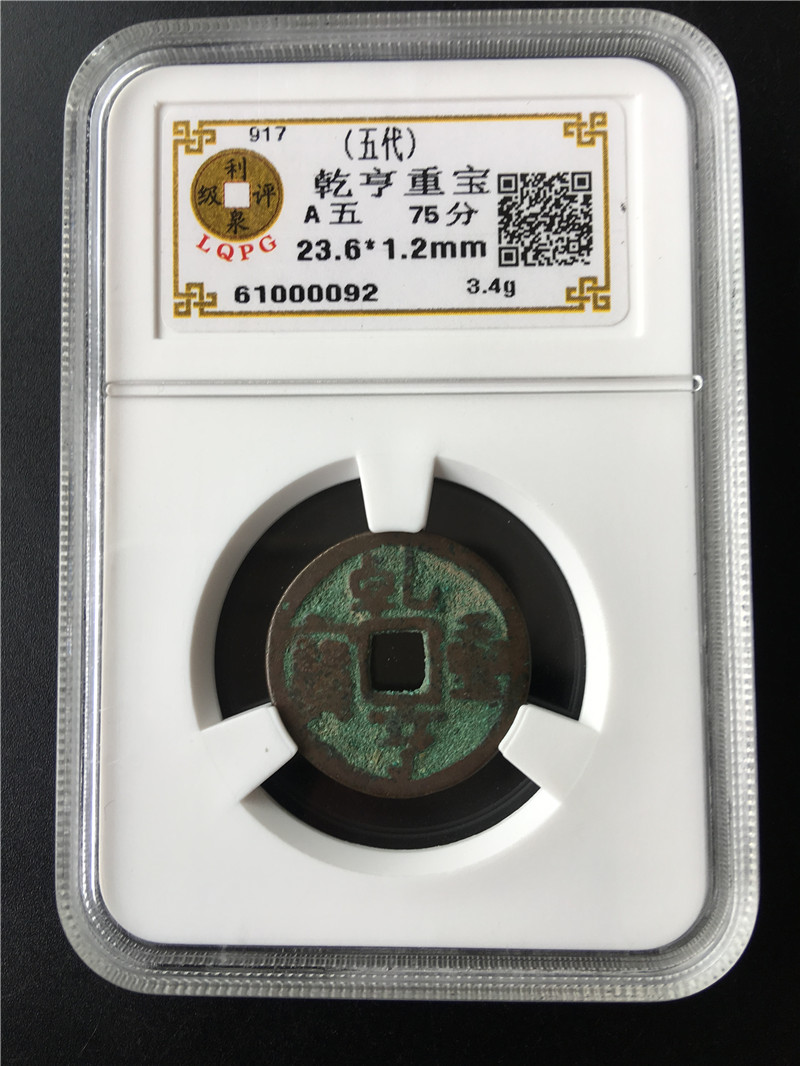 917
（五代）
利评泉级
乾亨重宝
A五 75分
LQPG
23.6*1.2mm
61000092
3.4g
乾亨重寶